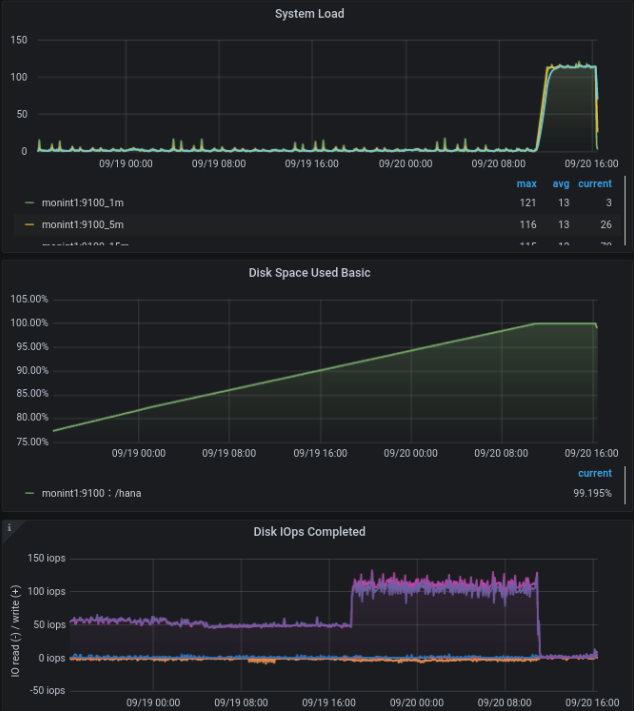 System Load
150
100
50
0
09/19 00:00 09/19 08:00 09/19 16:00 09/20 00:00 09/20 08:00 09/20 16:00
max avg current
monint1:9100_1m 121 13 3
monint1:9100_5m 116 13 26
monint1:9100_15m 115 12 70
Disk Space Used Basic
105.00%
100.00%
95.00%
90.00%
85.00%
80.00%
75.00%
09/19 00:00 09/19 08:00 09/19 16:00 09/20 00:00 09/20 08:00 09/20 16:00
current
monint1:9100：/hana 99.195%
i
Disk IOps Completed
IO read (-) / write (+)
150 iops
100 iops
50 iops
0 iops
-50 iops
09/19 00:00 09/19 08:00 09/19 16:00 09/20 00:00 09/20 08:00 09/20 16:00